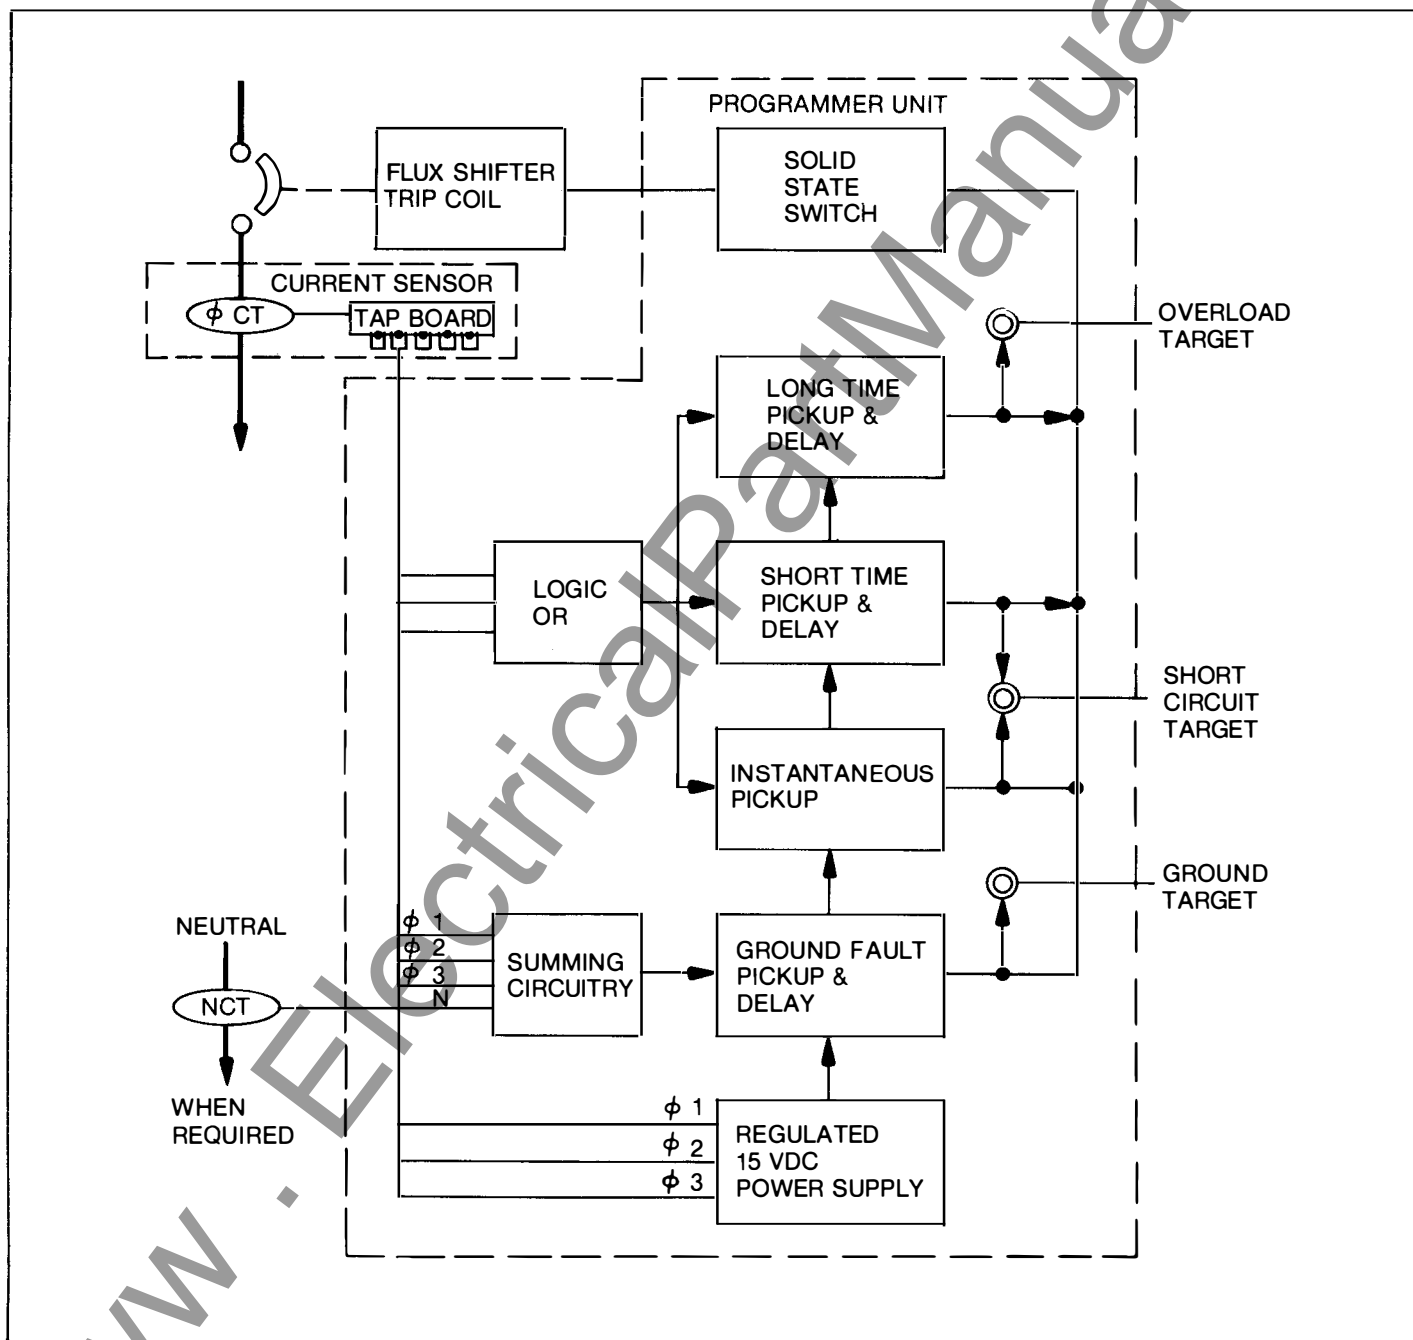 PROGRAMMER UNIT
FLUX SHIFTER
TRIP COIL
SOLID
STATE
SWITCH
CURRENT SENSOR
ϕ CT
TAP BOARD
OVERLOAD
TARGET
LONG TIME
PICKUP &
DELAY
LOGIC
OR
SHORT TIME
PICKUP &
DELAY
SHORT
CIRCUIT
TARGET
INSTANTANEOUS
PICKUP
GROUND
TARGET
NEUTRAL
NCT
WHEN
REQUIRED
ϕ 1
ϕ 2
ϕ 3
N
SUMMING
CIRCUITRY
GROUND FAULT
PICKUP &
DELAY
ϕ 1
ϕ 2
ϕ 3
REGULATED
15 VDC
POWER SUPPLY
w . ElectricalPartManua